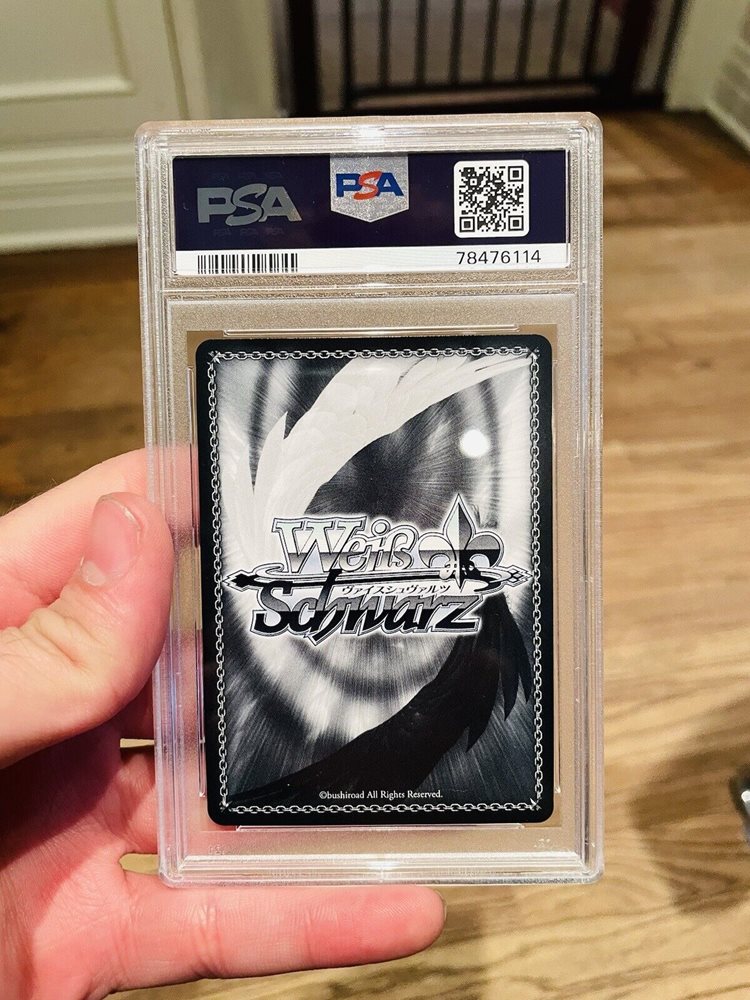 PSA
PSA
78476114
Weiß
ヴァイスシュヴァルツ
Schwarz
©bushiroad All Rights Reserved.